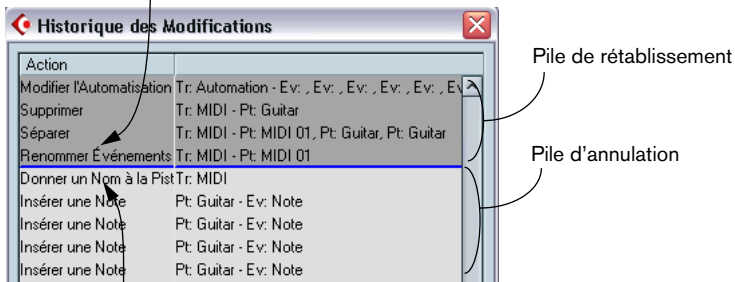 Historique des Modifications
Action
Modifier l'Automatisation Tr: Automation - Ev: , Ev: , Ev: , Ev: , Ev: , Ev
Supprimer Tr: MIDI - Pt: Guitar
Séparer Tr: MIDI - Pt: MIDI 01, Pt: Guitar, Pt: Guitar
Renommer Événements Tr: MIDI - Pt: MIDI 01
Donner un Nom à la Pist Tr: MIDI
Insérer une Note Pt: Guitar - Ev: Note
Insérer une Note Pt: Guitar - Ev: Note
Insérer une Note Pt: Guitar - Ev: Note
Insérer une Note Pt: Guitar - Ev: Note
Pile de rétablissement
Pile d'annulation